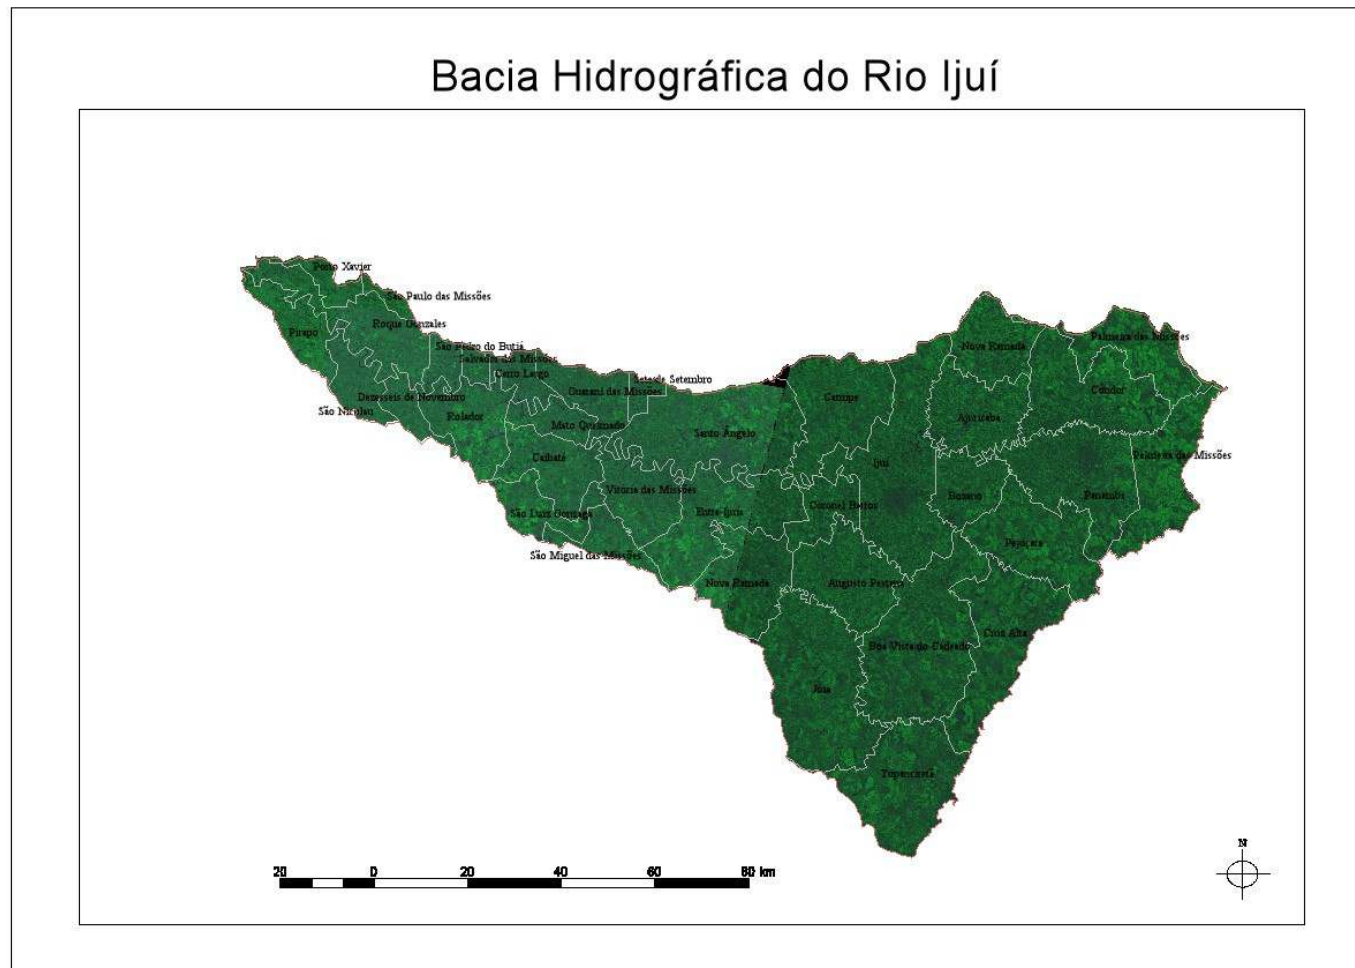 Bacia Hidrográfica do Rio Ijuí
Porto Xavier
São Paulo das Missões
Roque Gonzales
Pirapó
São Pedro do Butiá
Salvador das Missões
Cerro Largo
Sete de Setembro
Guarani das Missões
Dezesseis de Novembro
São Nicolau
Rolador
Mato Queimado
Santo Ângelo
Catuípe
Nova Ramada
Palmeira das Missões
Condor
Ajuricaba
Caibaté
Ijuí
Palmeira das Missões
Vitória das Missões
Bozano
Panambi
São Luiz Gonzaga
Entre-Ijuís
Coronel Barros
Pejuçara
São Miguel das Missões
Nova Ramada
Augusto Pestana
Cruz Alta
Boa Vista do Cadeado
Jóia
Tupanciretã
N
20 0 20 40 60 80 km